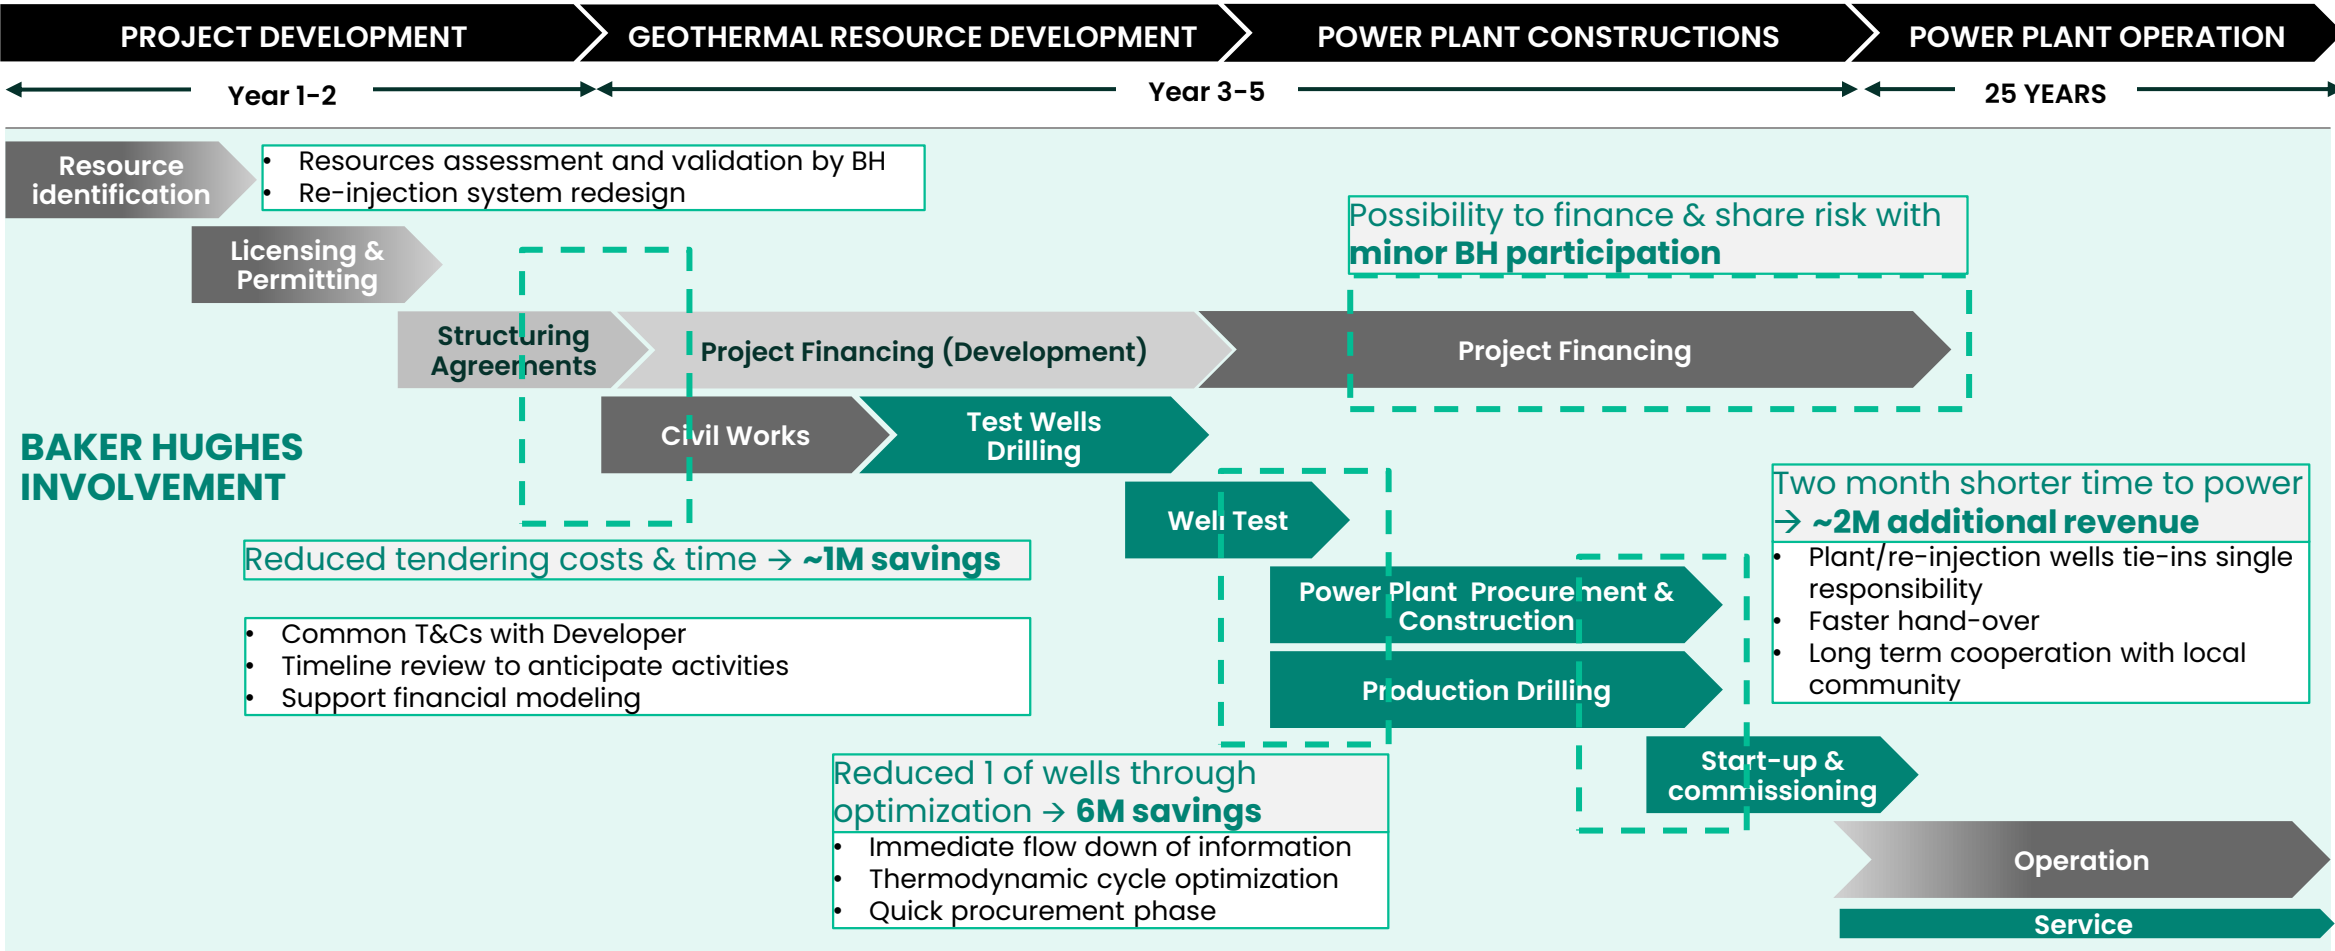 PROJECT DEVELOPMENT
GEOTHERMAL RESOURCE DEVELOPMENT
POWER PLANT CONSTRUCTIONS
POWER PLANT OPERATION
Year 1-2
Year 3-5
25 YEARS
Resource
identification
• Resources assessment and validation by BH
• Re-injection system redesign
Licensing &
Permitting
Possibility to finance & share risk with
minor BH participation
Structuring
Agreements
Project Financing (Development)
Project Financing
Civil Works
Test Wells
Drilling
BAKER HUGHES
INVOLVEMENT
Well Test
Two month shorter time to power
→ ~2M additional revenue
• Plant/re-injection wells tie-ins single
responsibility
• Faster hand-over
• Long term cooperation with local
community
Reduced tendering costs & time → ~1M savings
• Common T&Cs with Developer
• Timeline review to anticipate activities
• Support financial modeling
Power Plant Procurement &
Construction
Production Drilling
Start-up &
commissioning
Reduced 1 of wells through
optimization → 6M savings
• Immediate flow down of information
• Thermodynamic cycle optimization
• Quick procurement phase
Operation
Service